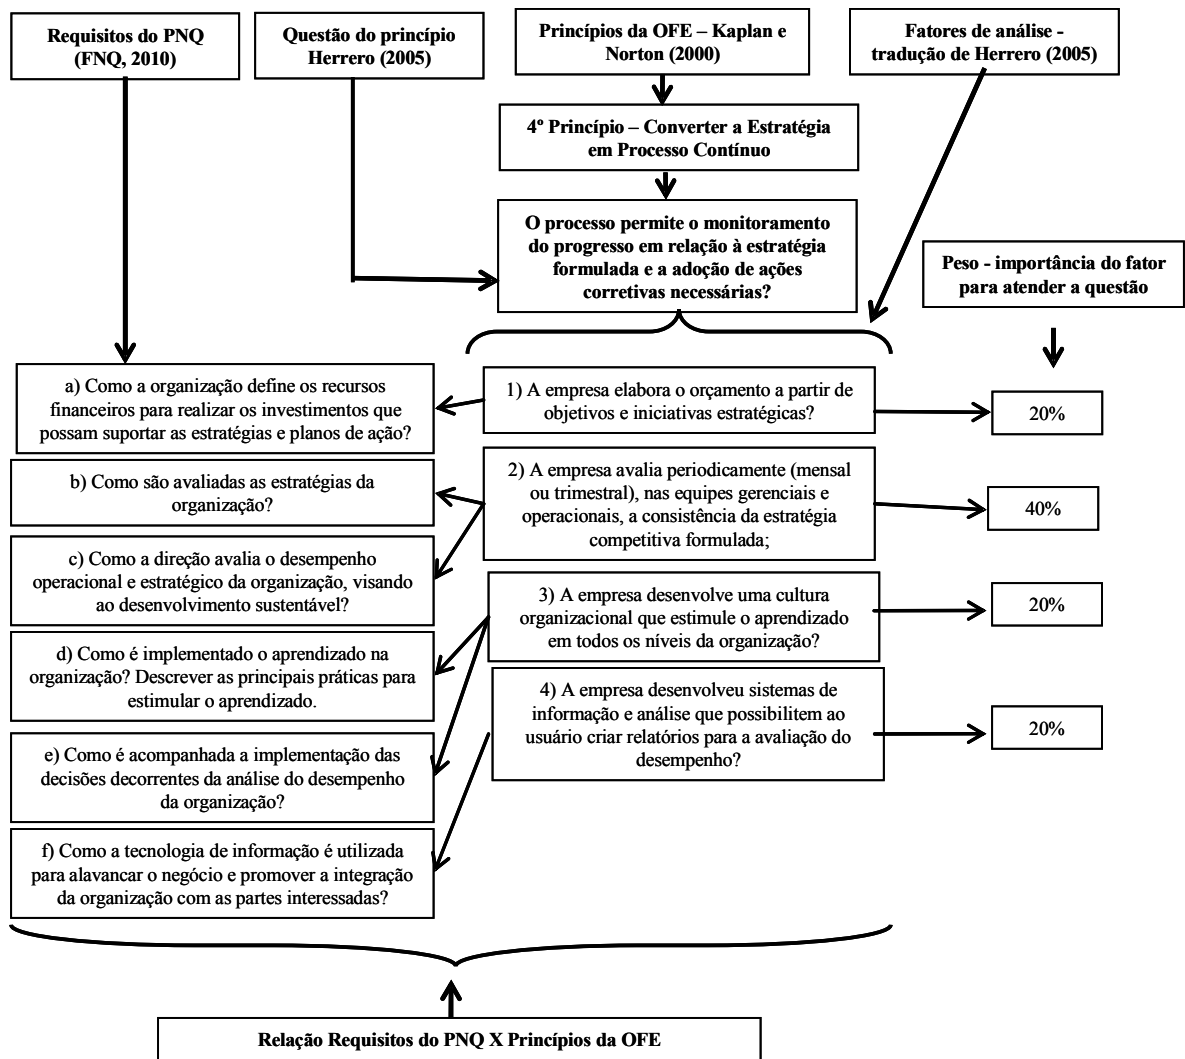 Requisitos do PNQ
(FNQ, 2010)
Questão do princípio
Herrero (2005)
Princípios da OFE – Kaplan e
Norton (2000)
Fatores de análise -
tradução de Herrero (2005)
4º Princípio – Converter a Estratégia
em Processo Contínuo
O processo permite o monitoramento
do progresso em relação à estratégia
formulada e a adoção de ações
corretivas necessárias?
Peso - importância do fator
para atender a questão
a) Como a organização define os recursos
financeiros para realizar os investimentos que
possam suportar as estratégias e planos de ação?
1) A empresa elabora o orçamento a partir de
objetivos e iniciativas estratégicas?
20%
b) Como são avaliadas as estratégias da
organização?
2) A empresa avalia periodicamente (mensal
ou trimestral), nas equipes gerenciais e
operacionais, a consistência da estratégia
competitiva formulada;
40%
c) Como a direção avalia o desempenho
operacional e estratégico da organização, visando
ao desenvolvimento sustentável?
3) A empresa desenvolve uma cultura
organizacional que estimule o aprendizado
em todos os níveis da organização?
20%
d) Como é implementado o aprendizado na
organização? Descrever as principais práticas para
estimular o aprendizado.
4) A empresa desenvolveu sistemas de
informação e análise que possibilitem ao
usuário criar relatórios para a avaliação do
desempenho?
20%
e) Como é acompanhada a implementação das
decisões decorrentes da análise do desempenho
da organização?
f) Como a tecnologia de informação é utilizada
para alavancar o negócio e promover a integração
da organização com as partes interessadas?
Relação Requisitos do PNQ X Princípios da OFE